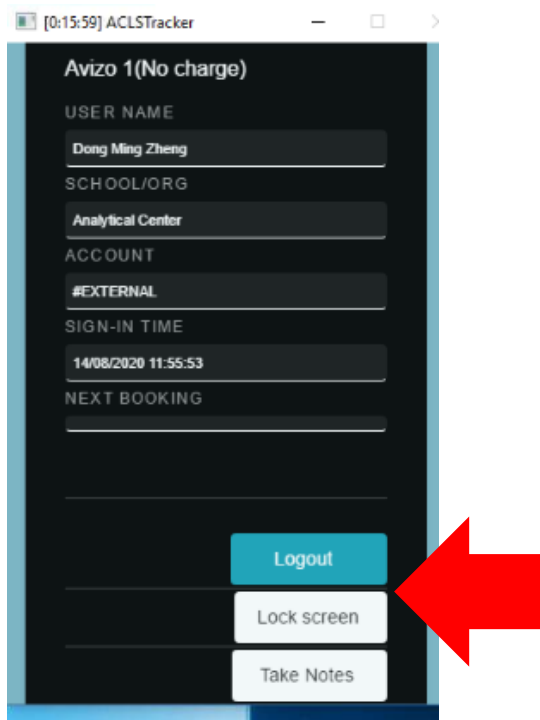 [0:15:59] ACLSTracker
Avizo 1(No charge)
USER NAME
Dong Ming Zheng
SCHOOL/ORG
Analytical Center
ACCOUNT
#EXTERNAL
SIGN-IN TIME
14/08/2020 11:55:53
NEXT BOOKING
Logout
Lock screen
Take Notes